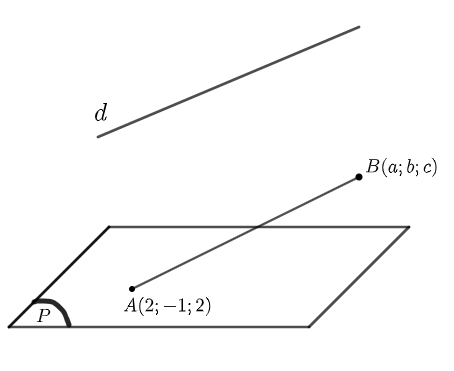 d
B(a; b; c)
A(2; −1; 2)
P